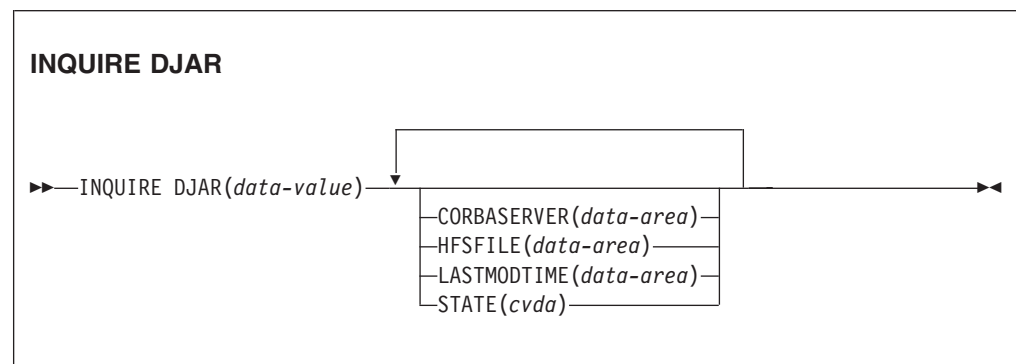 INQUIRE DJAR
INQUIRE DJAR(data-value)
CORBASERVER(data-area)
HFSFILE(data-area)
LASTMODTIME(data-area)
STATE(cvda)